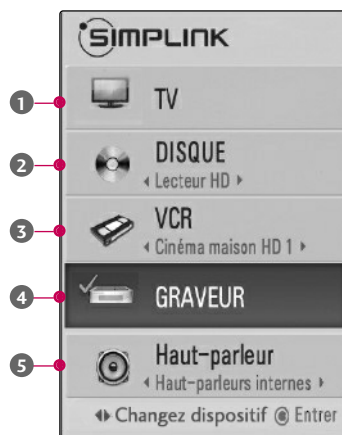 SIMPLINK
1 TV
2 DISQUE
◂ Lecteur HD ▸
3 VCR
◂ Cinéma maison HD 1 ▸
4 GRAVEUR
5 Haut-parleur
◂ Haut-parleurs internes ▸
◂▸ Changez dispositif ◉ Entrer